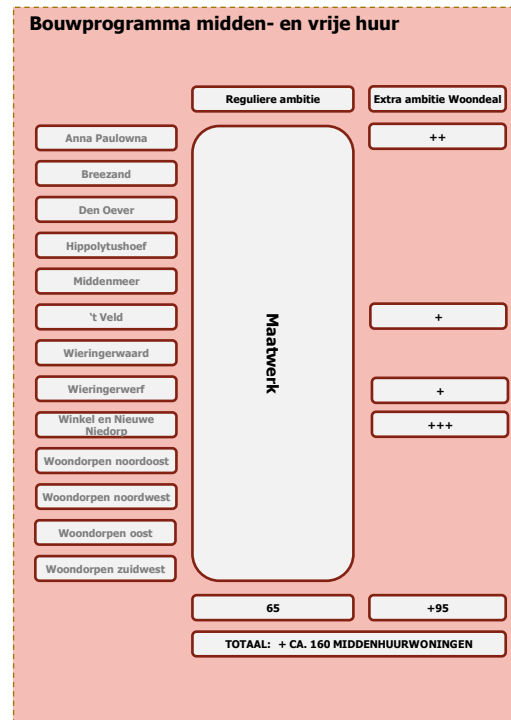 Bouwprogramma midden- en vrije huur
Reguliere ambitie
Extra ambitie Woondeal
Anna Paulowna
++
Breezand
Den Oever
Hippolytushoef
Middenmeer
't Veld
+
Wieringerwaard
Wieringerwerf
+
Winkel en Nieuwe
Niedorp
+++
Woondorpen noordoost
Woondorpen noordwest
Woondorpen oost
Woondorpen zuidwest
Maatwerk
65
+95
TOTAAL: + CA. 160 MIDDENHUURWONINGEN